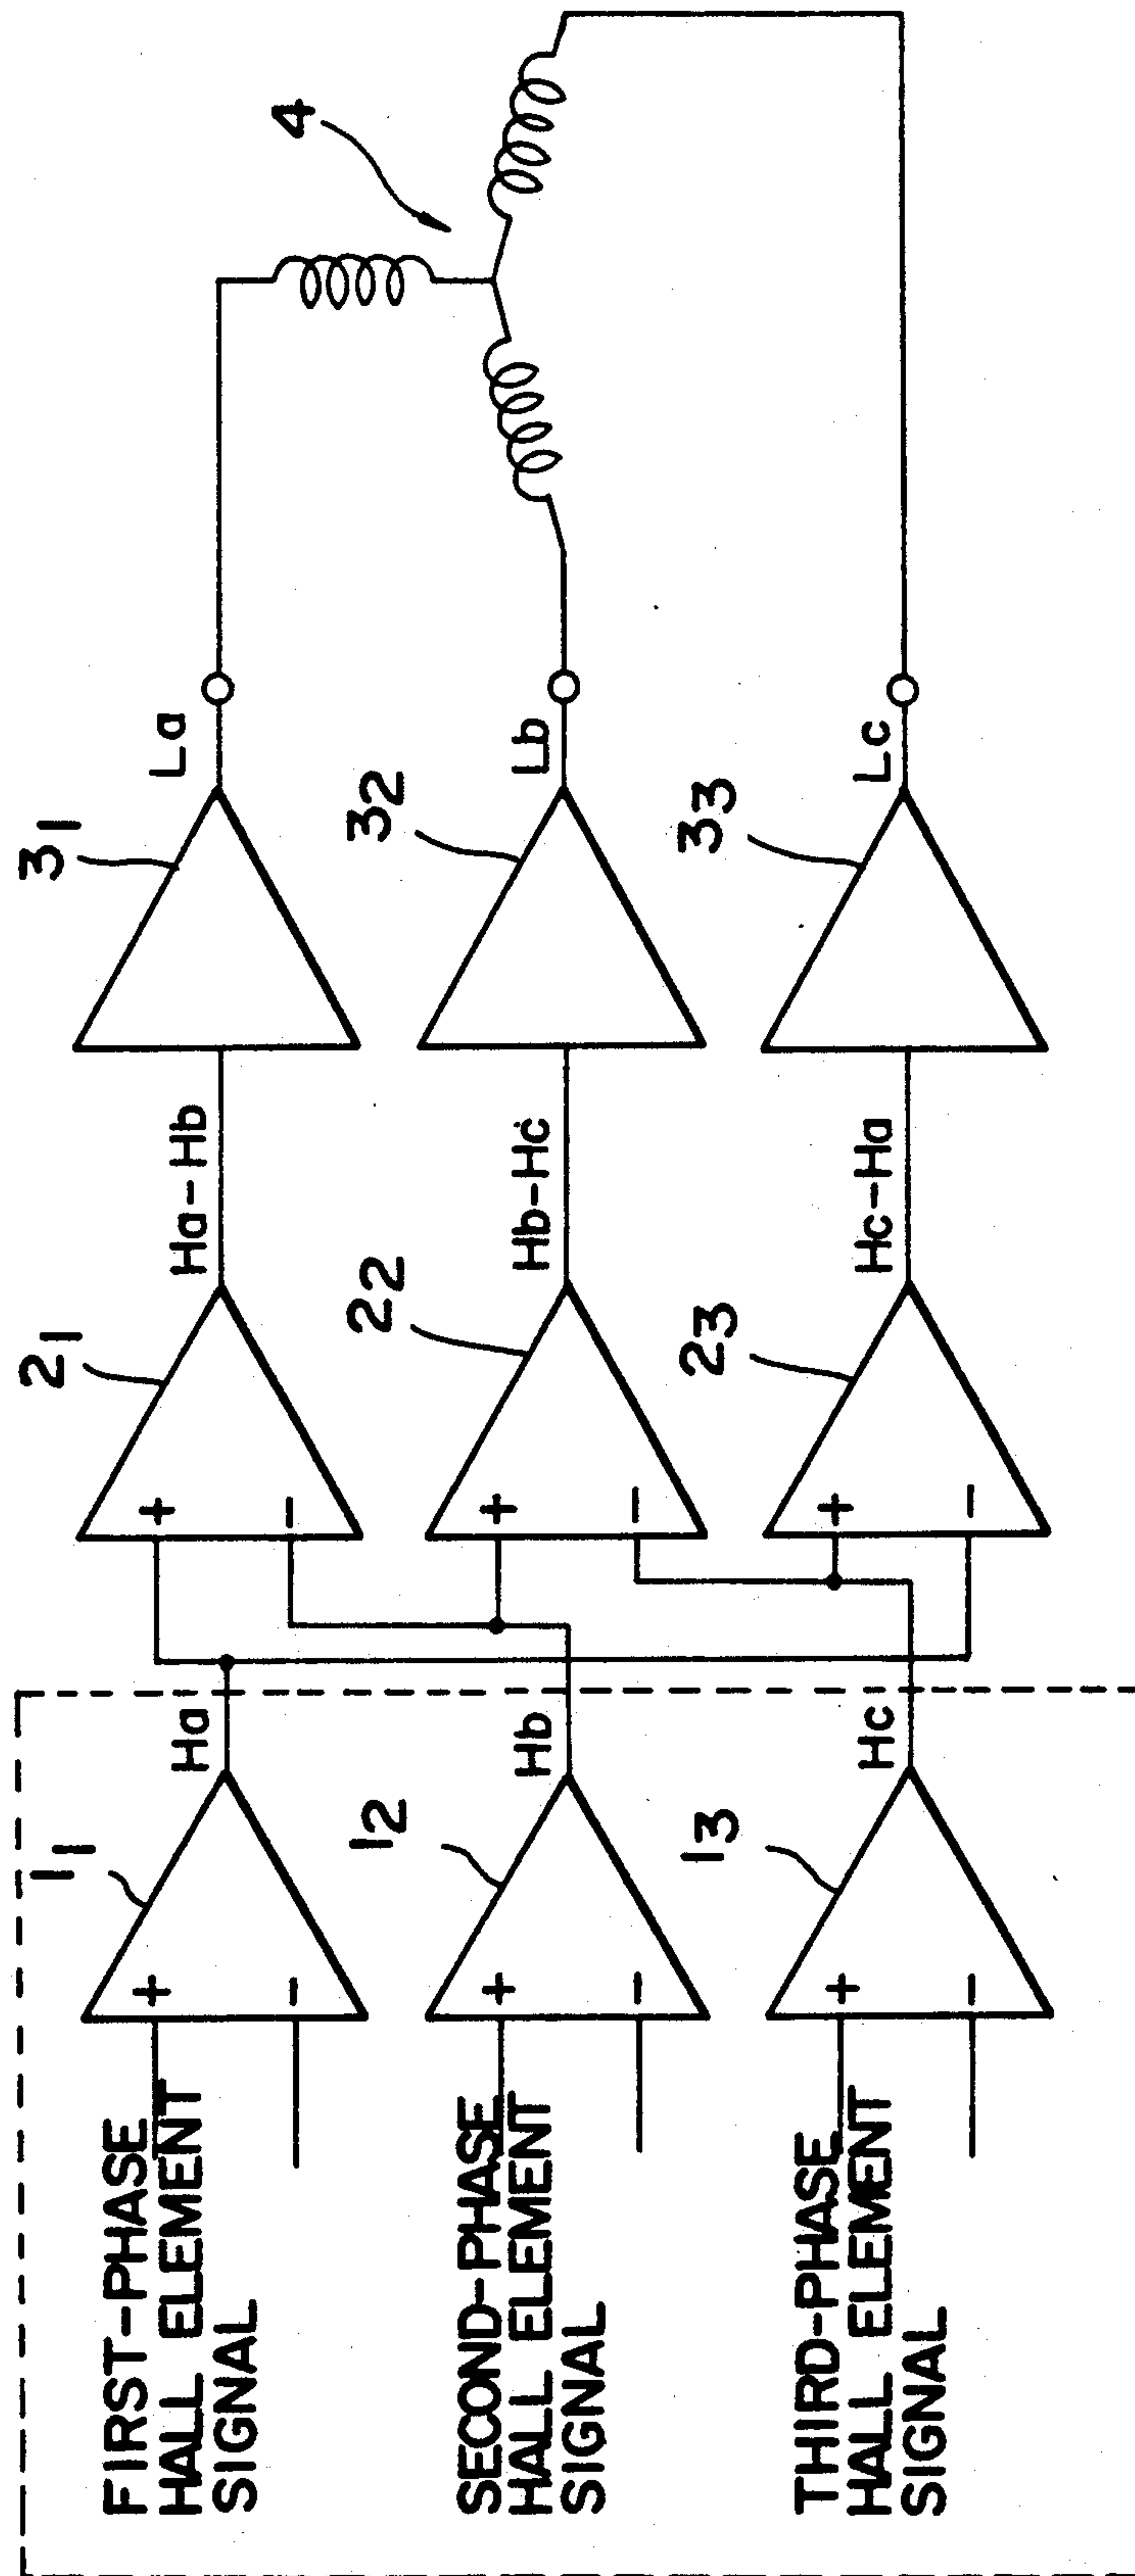 FIRST-PHASE
HALL ELEMENT
SIGNAL
+
−
1₁
Ha
+
−
2₁
Ha-Hb
3₁
La
4
SECOND-PHASE
HALL ELEMENT
SIGNAL
+
−
1₂
Hb
+
−
2₂
Hb-Hc
3₂
Lb
THIRD-PHASE
HALL ELEMENT
SIGNAL
+
−
1₃
Hc
+
−
2₃
Hc-Ha
3₃
Lc